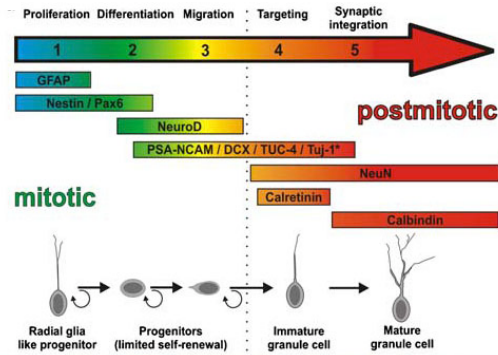 Proliferation Differentiation Migration Targeting Synaptic
integration
1 2 3 4 5
GFAP
Nestin / Pax6
postmitotic
NeuroD
PSA-NCAM / DCX / TUC-4 / Tuj-1*
NeuN
mitotic
Calretinin
Calbindin
Radial glia
like progenitor
Progenitors
(limited self-renewal)
Immature
granule cell
Mature
granule cell